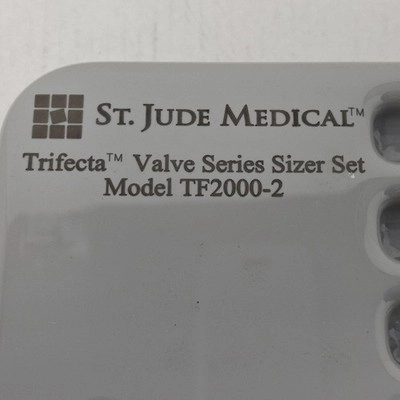 ST. JUDE MEDICAL™
Trifecta™ Valve Series Sizer Set
Model TF2000-2